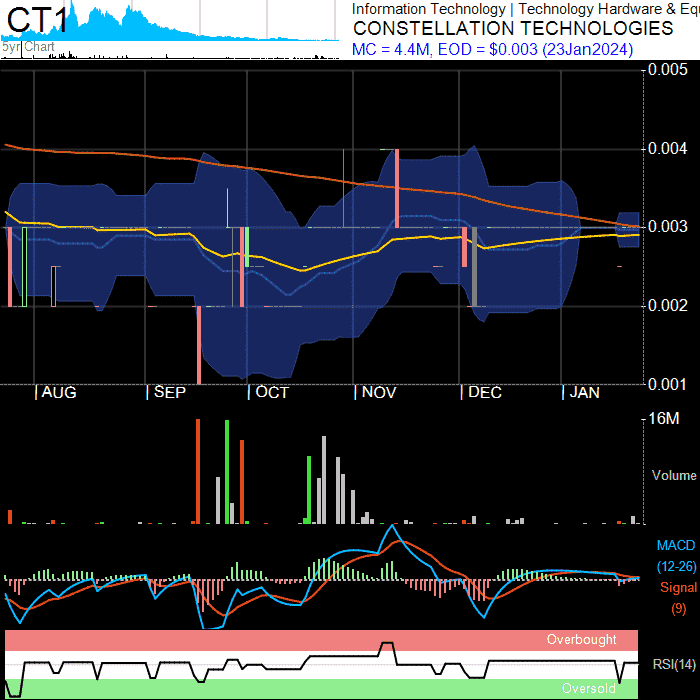 CT1
Information Technology | Technology Hardware & Equ
CONSTELLATION TECHNOLOGIES
MC = 4.4M, EOD = $0.003 (23Jan2024)
5yr Chart
0.005
0.004
0.003
0.002
0.001
| AUG | SEP | OCT | NOV | DEC | JAN
16M
Volume
MACD
(12-26)
Signal
(9)
Overbought
RSI(14)
Oversold